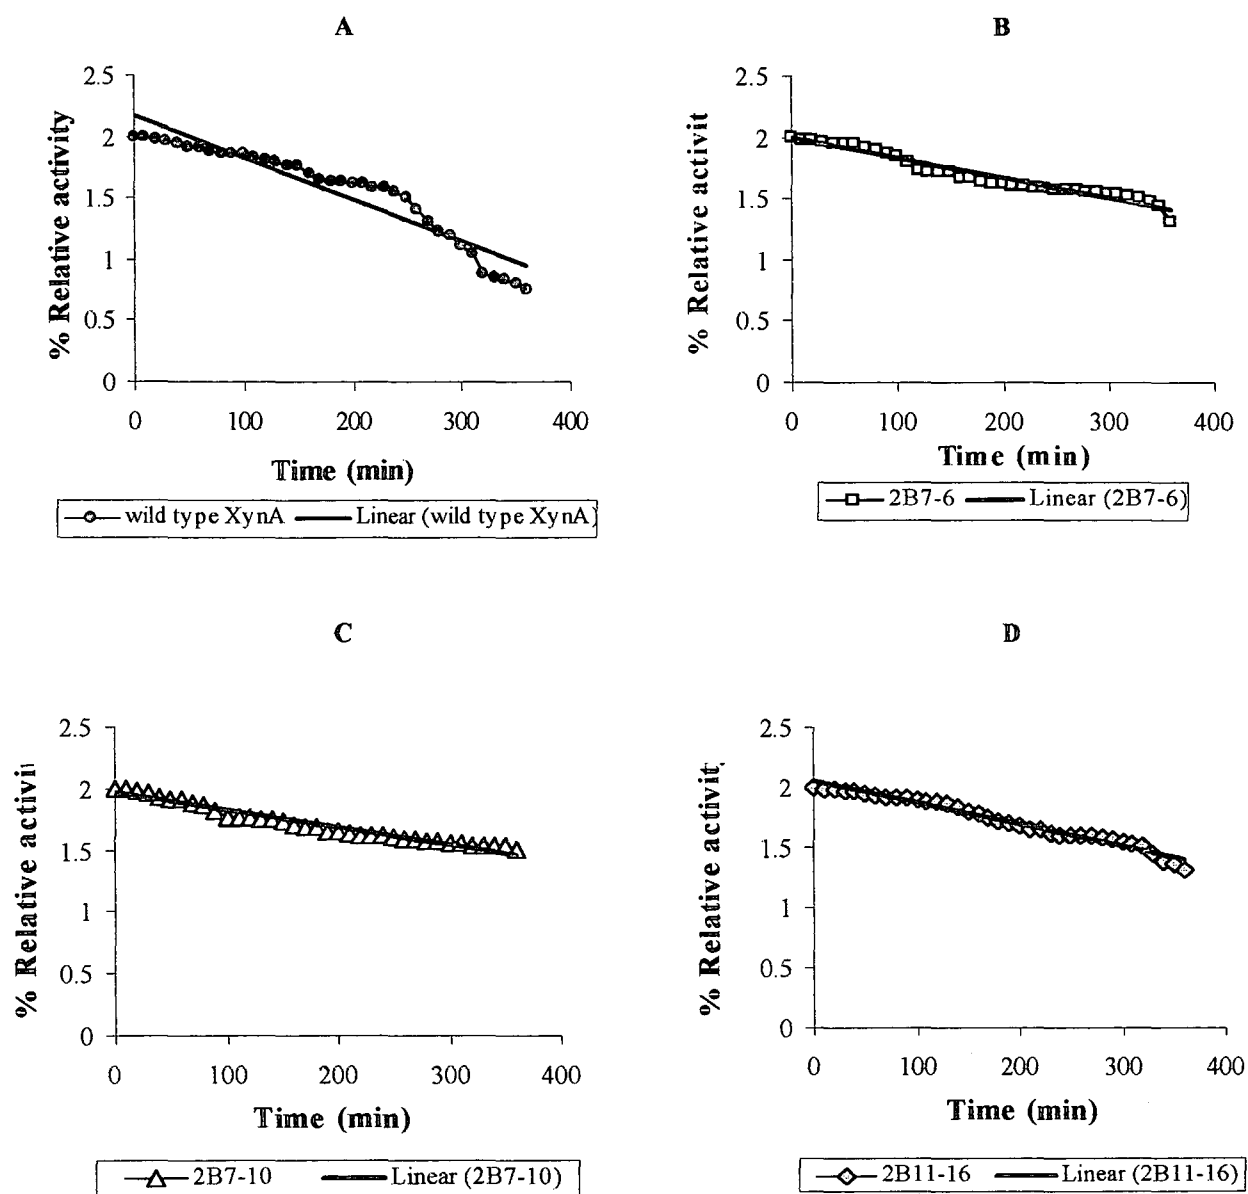 A
2.5
2
1.5
1
0.5
0
0
100
200
300
400
% Relative activity
Time (min)
wild type XynA
Linear (wild type XynA)
B
2.5
2
1.5
1
0.5
0
0
100
200
300
400
% Relative activit
Time (min)
2B7-6
Linear (2B7-6)
C
2.5
2
1.5
1
0.5
0
0
100
200
300
400
% Relative activi
Time (min)
2B7-10
Linear (2B7-10)
D
2.5
2
1.5
1
0.5
0
0
100
200
300
400
% Relative activit
Time (min)
2B11-16
Linear (2B11-16)